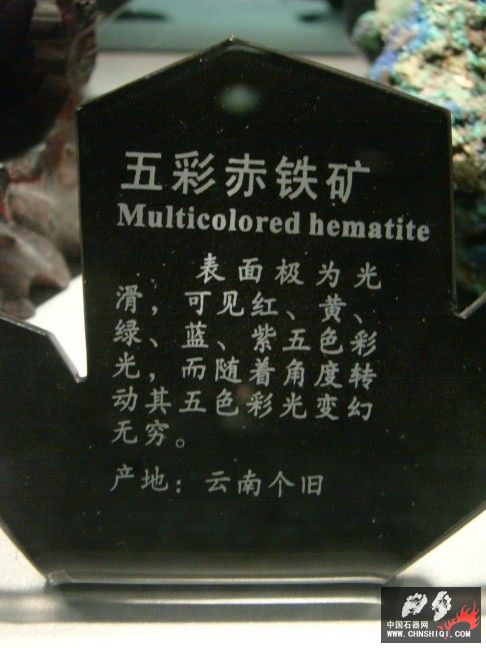 五彩赤铁矿
Multicolored hematite
表面极为光
滑，可见红、黄、
绿、蓝、紫五色彩
光，而随着角度转
动其五色彩光变幻
无穷。
产地：云南个旧
中国石器网
WWW.CHNSHIQI.COM